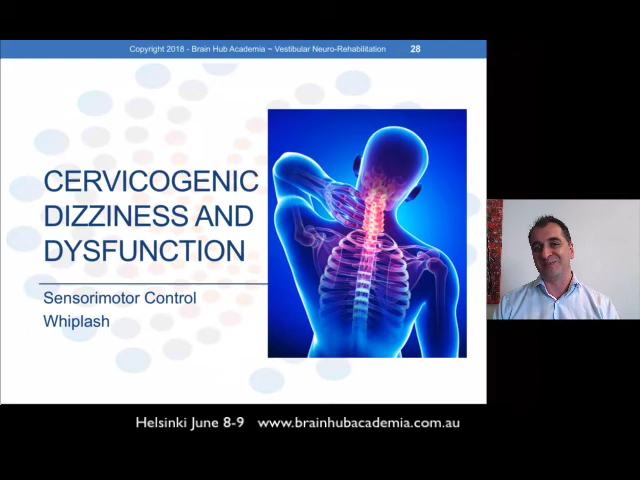 Copyright 2018 - Brain Hub Academia ~ Vestibular Neuro-Rehabilitation 28
CERVICOGENIC
DIZZINESS AND
DYSFUNCTION
Sensorimotor Control
Whiplash
Helsinki June 8-9 www.brainhubacademia.com.au